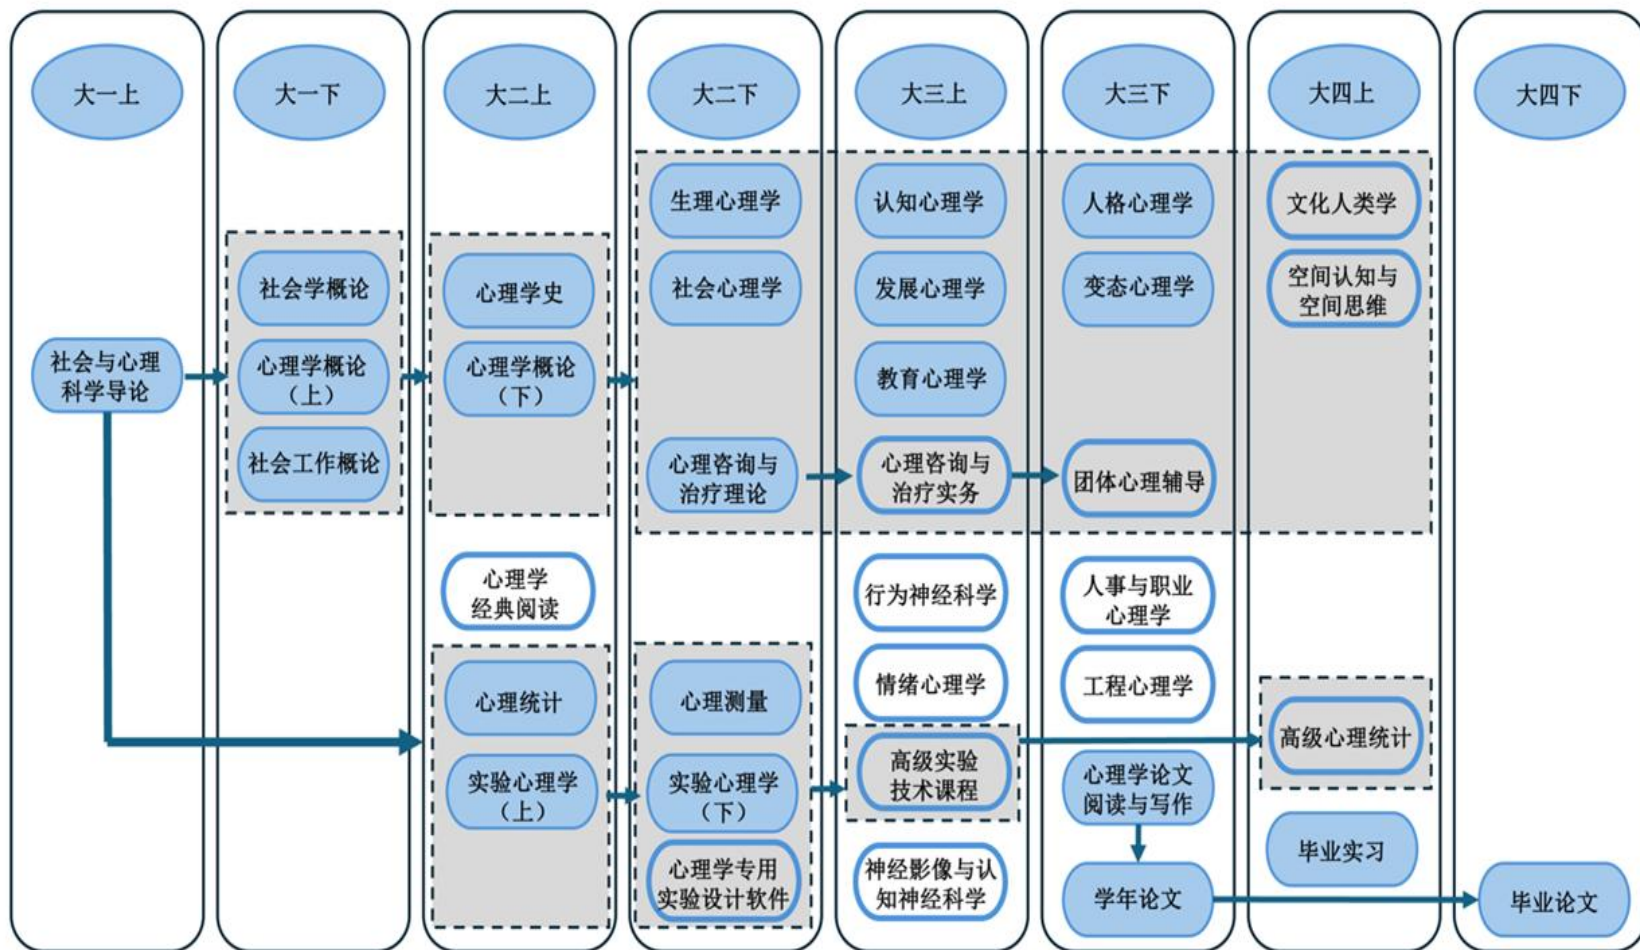 大一上
大一下
大二上
大二下
大三上
大三下
大四上
大四下
社会与心理
科学导论
社会学概论
心理学概论
（上）
社会工作概论
心理学史
心理学概论
（下）
心理学
经典阅读
心理统计
实验心理学
（上）
生理心理学
社会心理学
心理咨询与
治疗理论
心理测量
实验心理学
（下）
心理学专用
实验设计软件
认知心理学
发展心理学
教育心理学
心理咨询与
治疗实务
行为神经科学
情绪心理学
高级实验
技术课程
神经影像与认
知神经科学
人格心理学
变态心理学
团体心理辅导
人事与职业
心理学
工程心理学
心理学论文
阅读与写作
学年论文
文化人类学
空间认知与
空间思维
高级心理统计
毕业实习
毕业论文